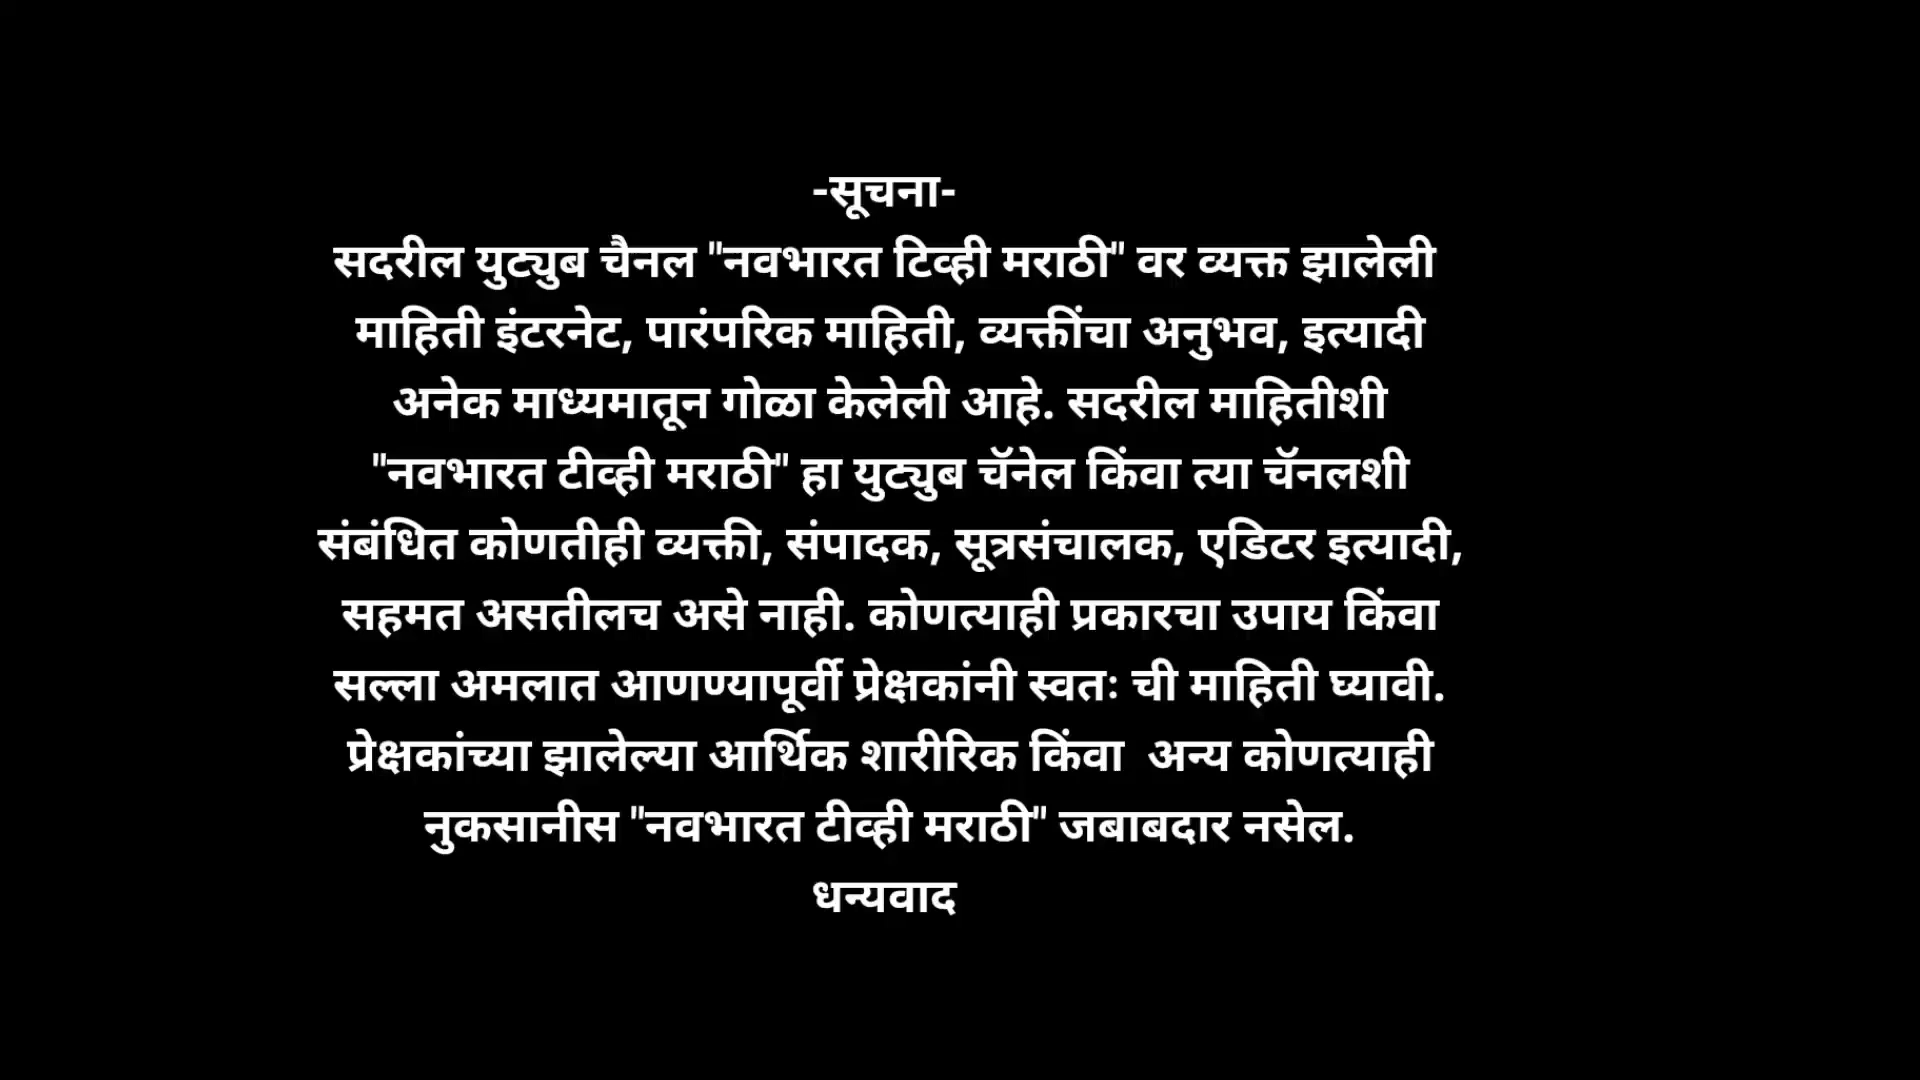 -सूचना-
सदरील युट्युब चैनल "नवभारत टिव्ही मराठी" वर व्यक्त झालेली
माहिती इंटरनेट, पारंपरिक माहिती, व्यक्तींचा अनुभव, इत्यादी
अनेक माध्यमातून गोळा केलेली आहे. सदरील माहितीशी
"नवभारत टीव्ही मराठी" हा युट्युब चॅनेल किंवा त्या चॅनलशी
संबंधित कोणतीही व्यक्ती, संपादक, सूत्रसंचालक, एडिटर इत्यादी,
सहमत असतीलच असे नाही. कोणत्याही प्रकारचा उपाय किंवा
सल्ला अमलात आणण्यापूर्वी प्रेक्षकांनी स्वतः ची माहिती घ्यावी.
प्रेक्षकांच्या झालेल्या आर्थिक शारीरिक किंवा  अन्य कोणत्याही
नुकसानीस "नवभारत टीव्ही मराठी" जबाबदार नसेल.
धन्यवाद